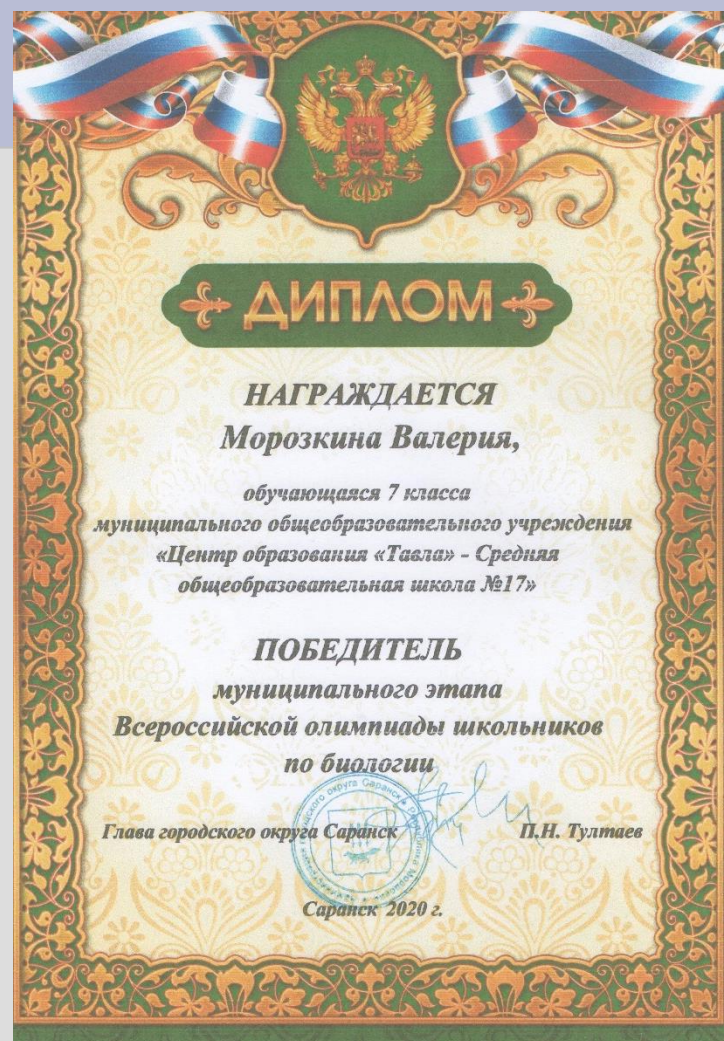 ДИПЛОМ
НАГРАЖДАЕТСЯ
Морозкина Валерия,
обучающаяся 7 класса
муниципального общеобразовательного учреждения
«Центр образования «Тавла» - Средняя
общеобразовательная школа №17»
ПОБЕДИТЕЛЬ
муниципального этапа
Всероссийской олимпиады школьников
по биологии
Глава городского округа Саранск П.Н. Тултаев
Саранск 2020 г.